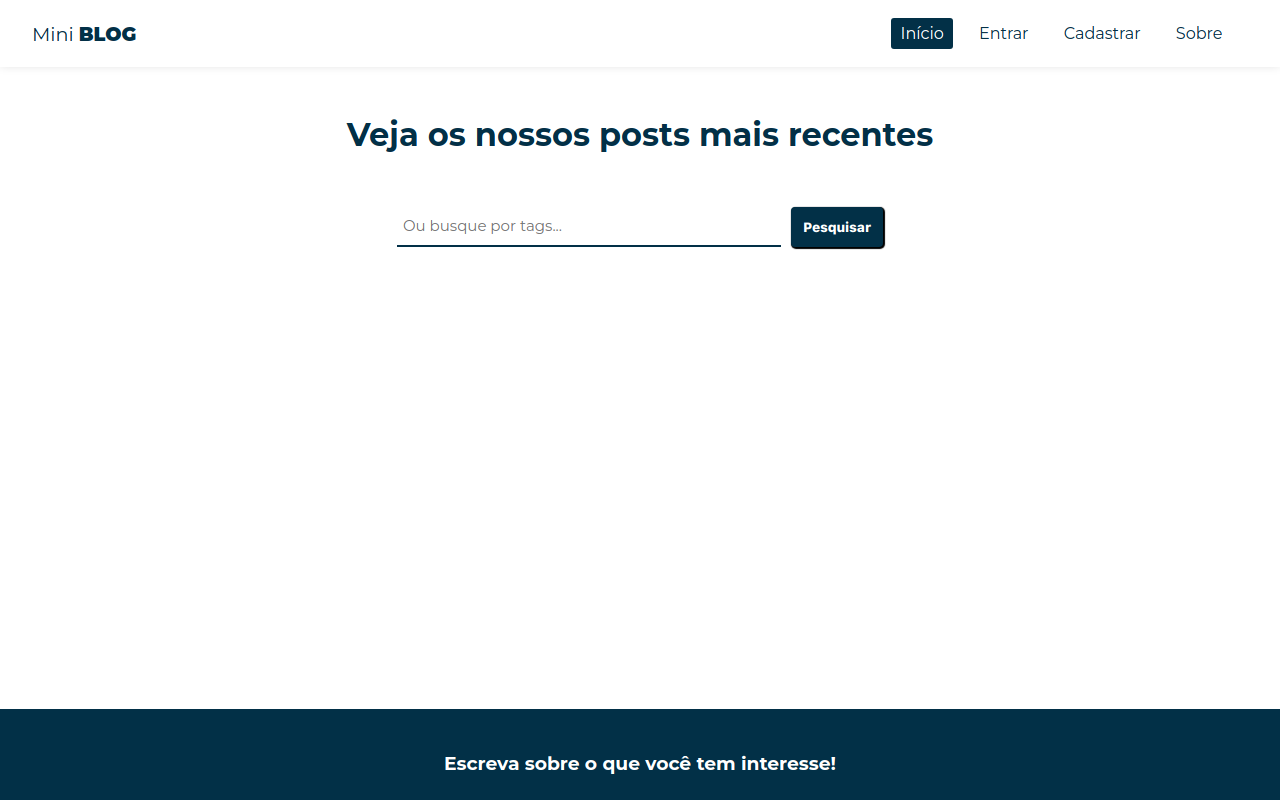 Mini BLOG
Início
Entrar
Cadastrar
Sobre
Veja os nossos posts mais recentes
Ou busque por tags...
Pesquisar
Escreva sobre o que você tem interesse!